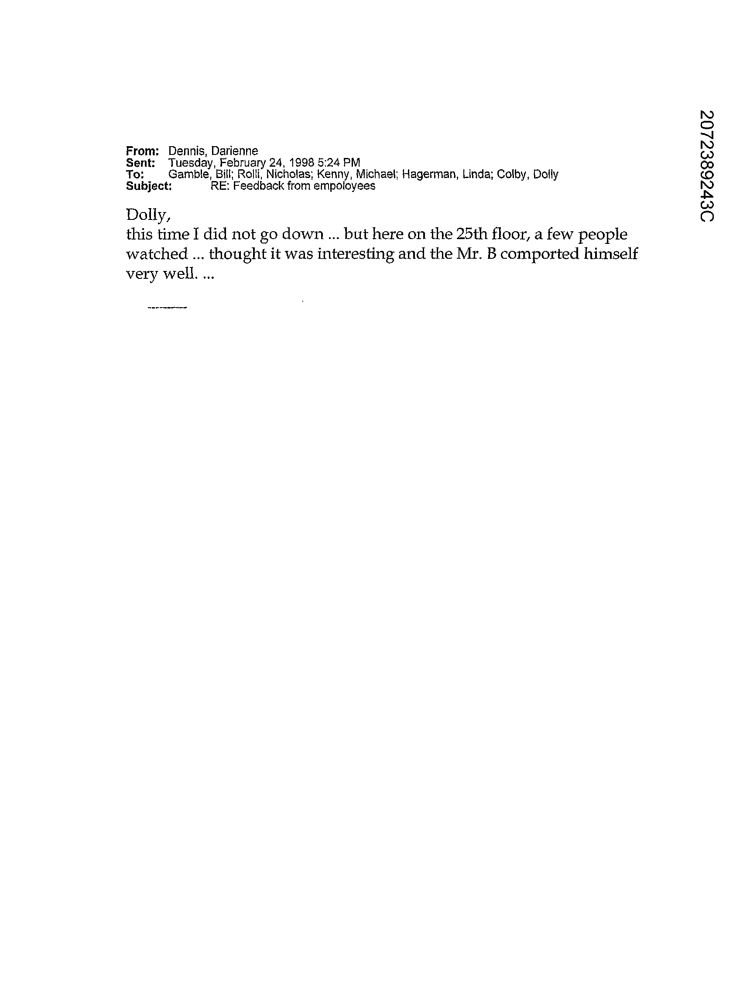 From: Dennis, Darienne
Sent: Tuesday, February 24, 1998 5:24 PM
To: Gamble, Bill; Rolli, Nicholas; Kenny, Michael; Hagerman, Linda; Colby, Dolly
Subject: RE: Feedback from empoloyees
Dolly,
this time I did not go down ... but here on the 25th floor, a few people
watched ... thought it was interesting and the Mr. B comported himself
very well. ...
2072389243C